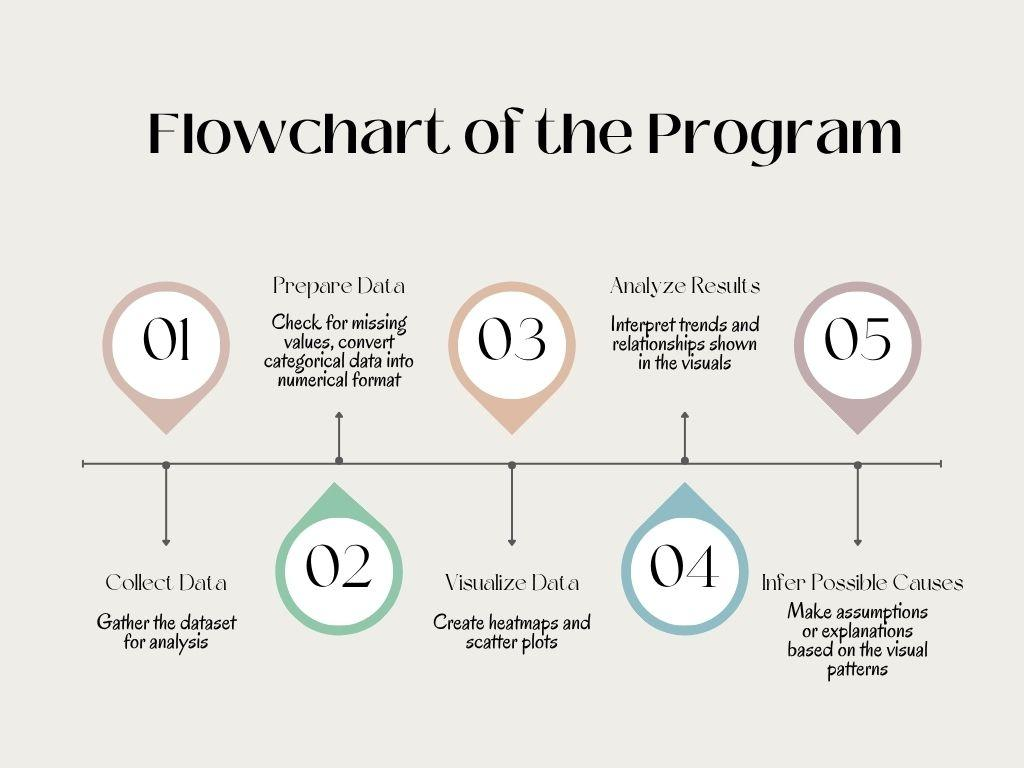 Flowchart of the Program
01
Collect Data
Gather the dataset
for analysis
Prepare Data
Check for missing
values, convert
categorical data into
numerical format
02
03
Visualize Data
Create heatmaps and
scatter plots
Analyze Results
Interpret trends and
relationships shown
in the visuals
04
05
Infer Possible Causes
Make assumptions
or explanations
based on the visual
patterns